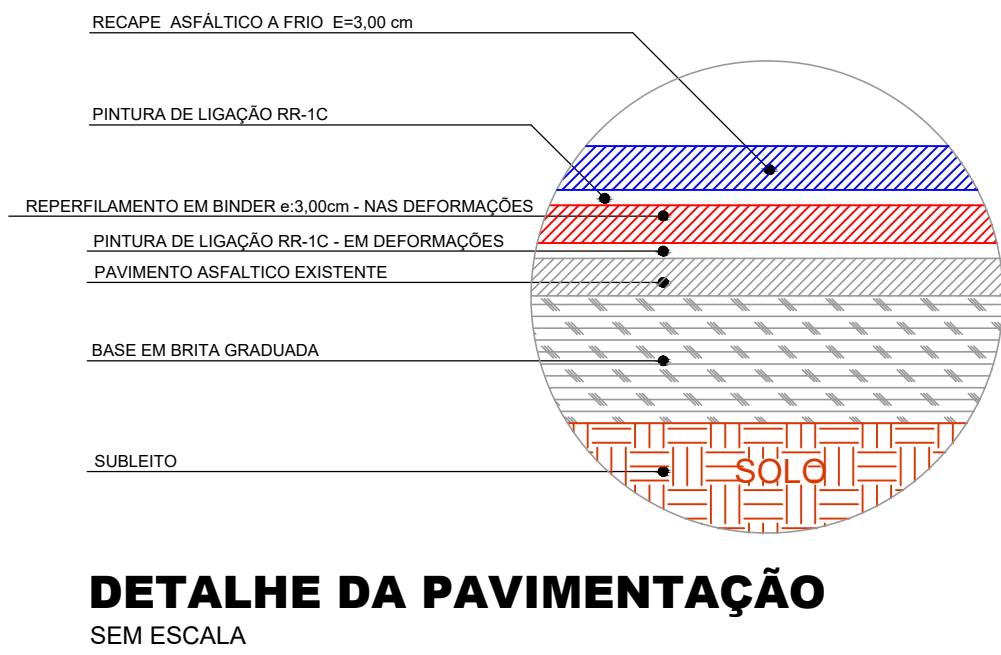 RECAPE ASFÁLTICO A FRIO E=3,00 cm
PINTURA DE LIGAÇÃO RR-1C
REPERFILAMENTO EM BINDER e:3,00cm - NAS DEFORMAÇÕES
PINTURA DE LIGAÇÃO RR-1C - EM DEFORMAÇÕES
PAVIMENTO ASFALTICO EXISTENTE
BASE EM BRITA GRADUADA
SUBLEITO
SOLO
DETALHE DA PAVIMENTAÇÃO
SEM ESCALA